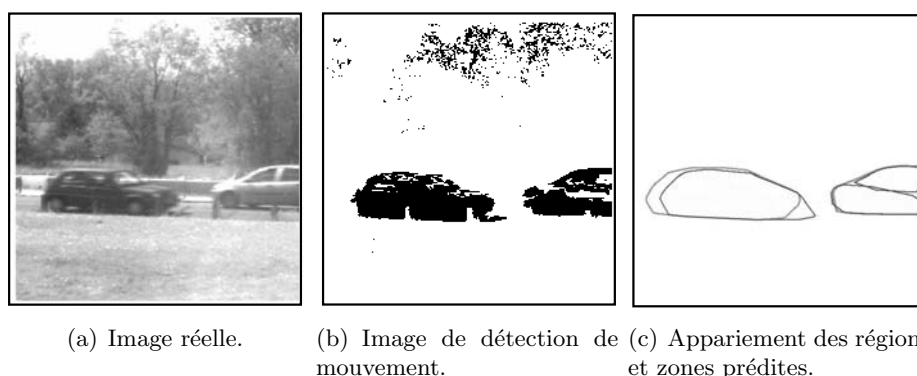 (a) Image réelle.
(b) Image de détection de mouvement.
(c) Appariement des région
et zones prédites.